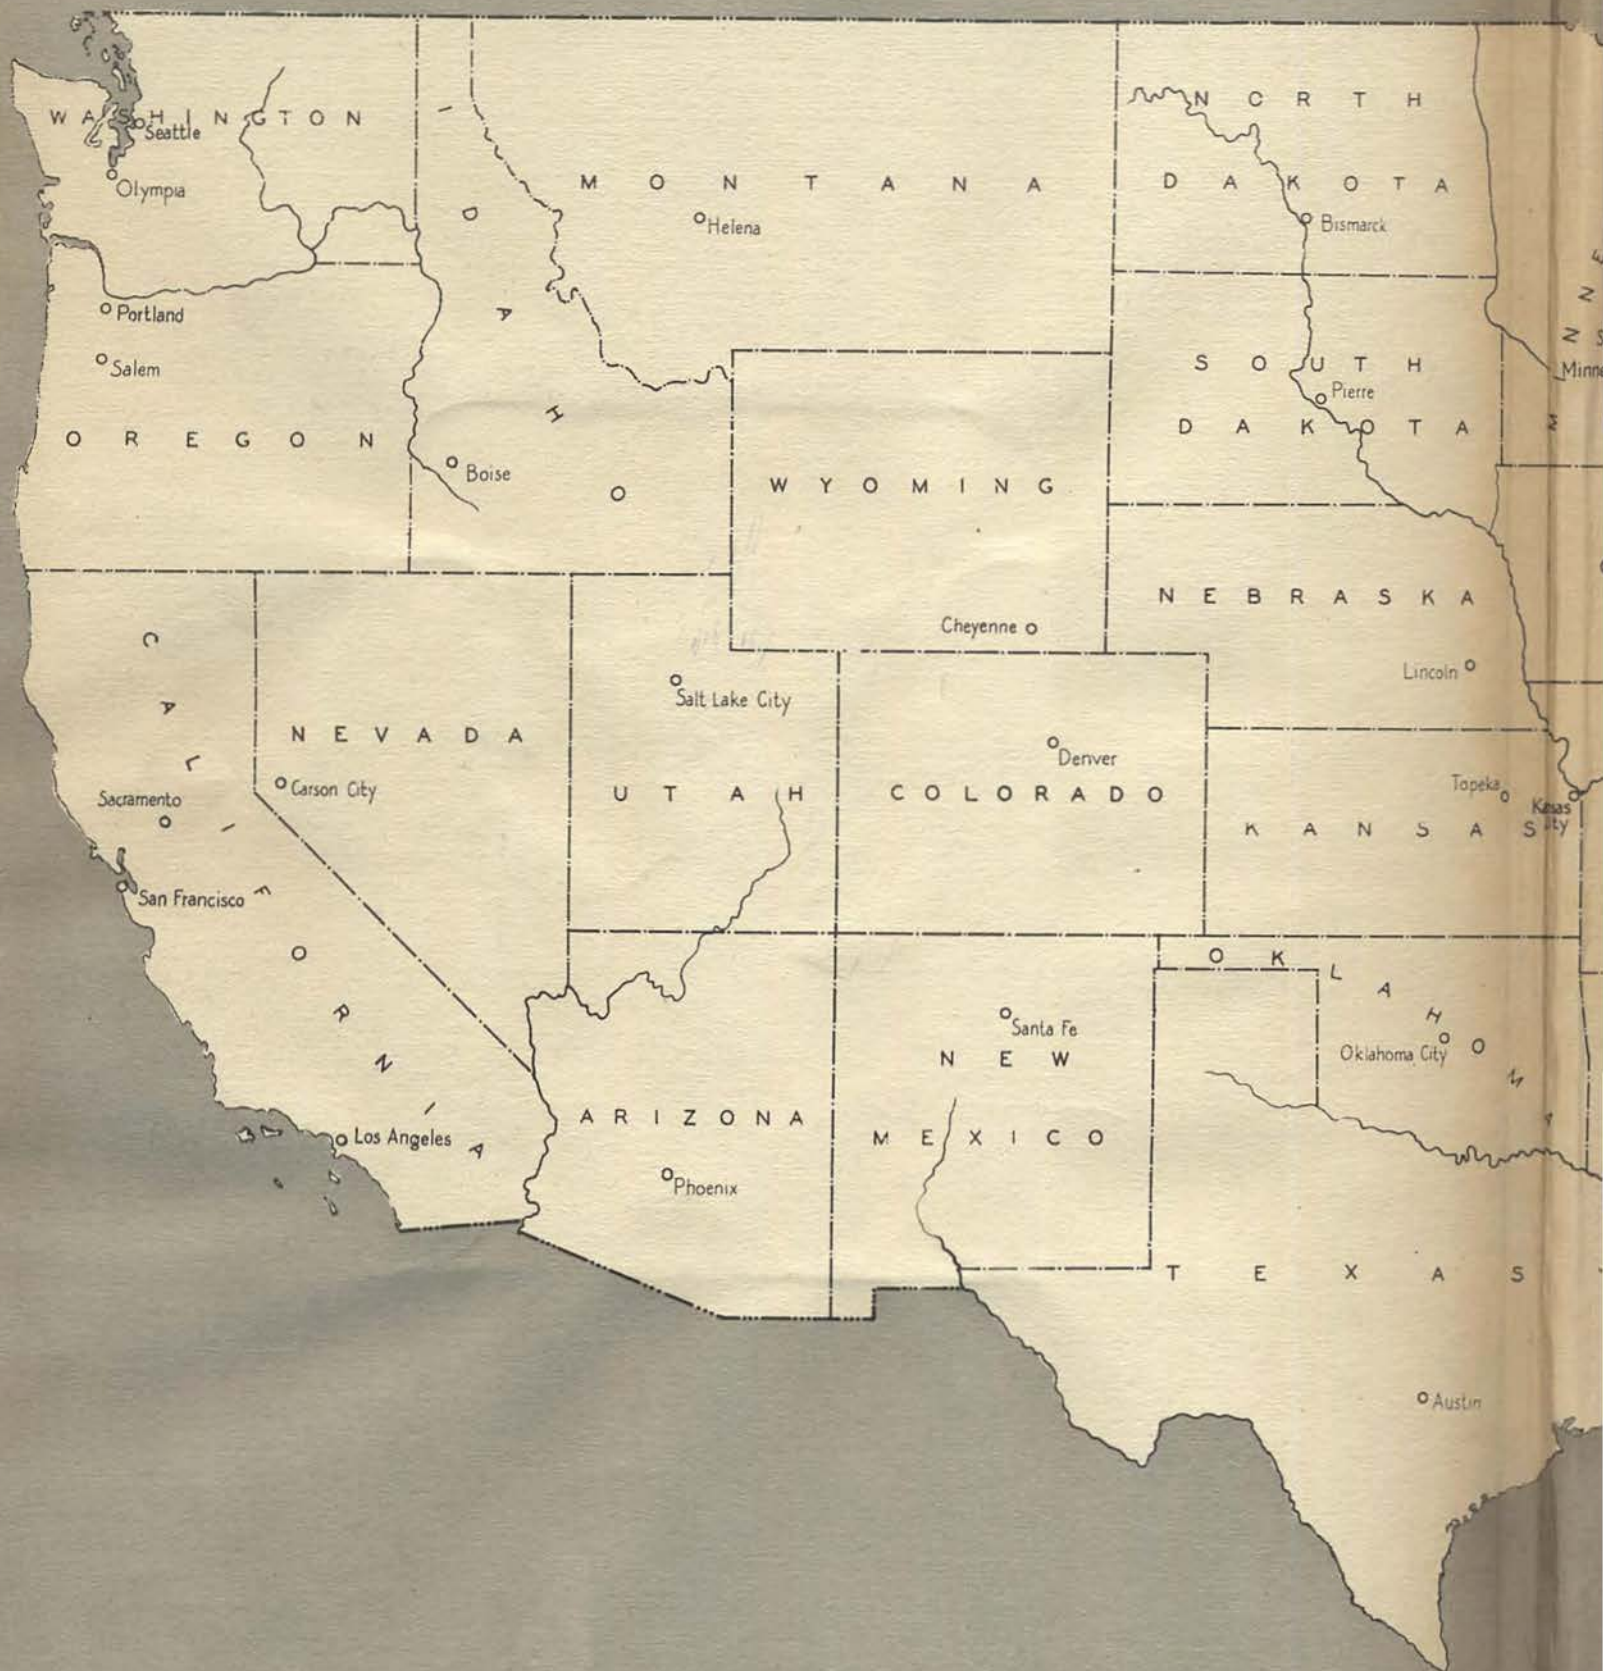 WASHINGTON
Seattle
Olympia
Portland
Salem
OREGON
IDAHO
Boise
MONTANA
Helena
NCRTH
DAKOTA
Bismarck
SOUTH
Pierre
DAKOTA
Minne
WYOMING
Cheyenne
NEBRASKA
Lincoln
CALIFORNIA
Sacramento
San Francisco
Los Angeles
NEVADA
Carson City
Salt Lake City
UTAH
Denver
COLORADO
Topeka
KANSAS
OKLAHOMA
Oklahoma City
ARIZONA
Phoenix
Santa Fe
NEW
MEXICO
TEXAS
Austin